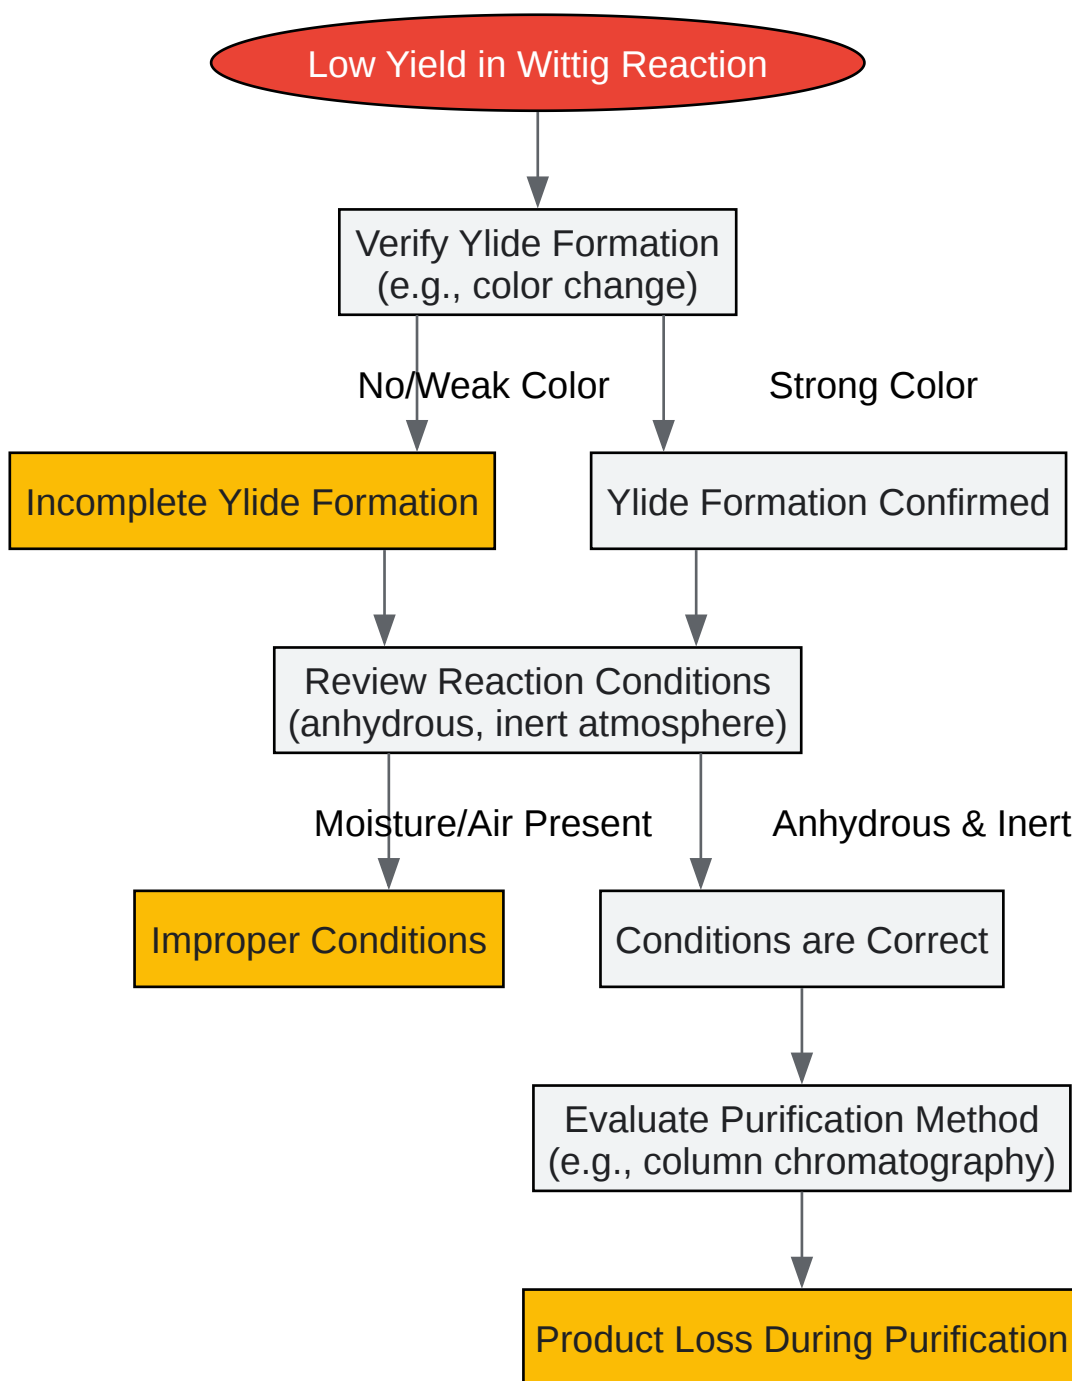 Low Yield in Wittig Reaction
Verify Ylide Formation
(e.g., color change)
No/Weak Color
Strong Color
Incomplete Ylide Formation
Ylide Formation Confirmed
Review Reaction Conditions
(anhydrous, inert atmosphere)
Moisture/Air Present
Anhydrous & Inert
Improper Conditions
Conditions are Correct
Evaluate Purification Method
(e.g., column chromatography)
Product Loss During Purification